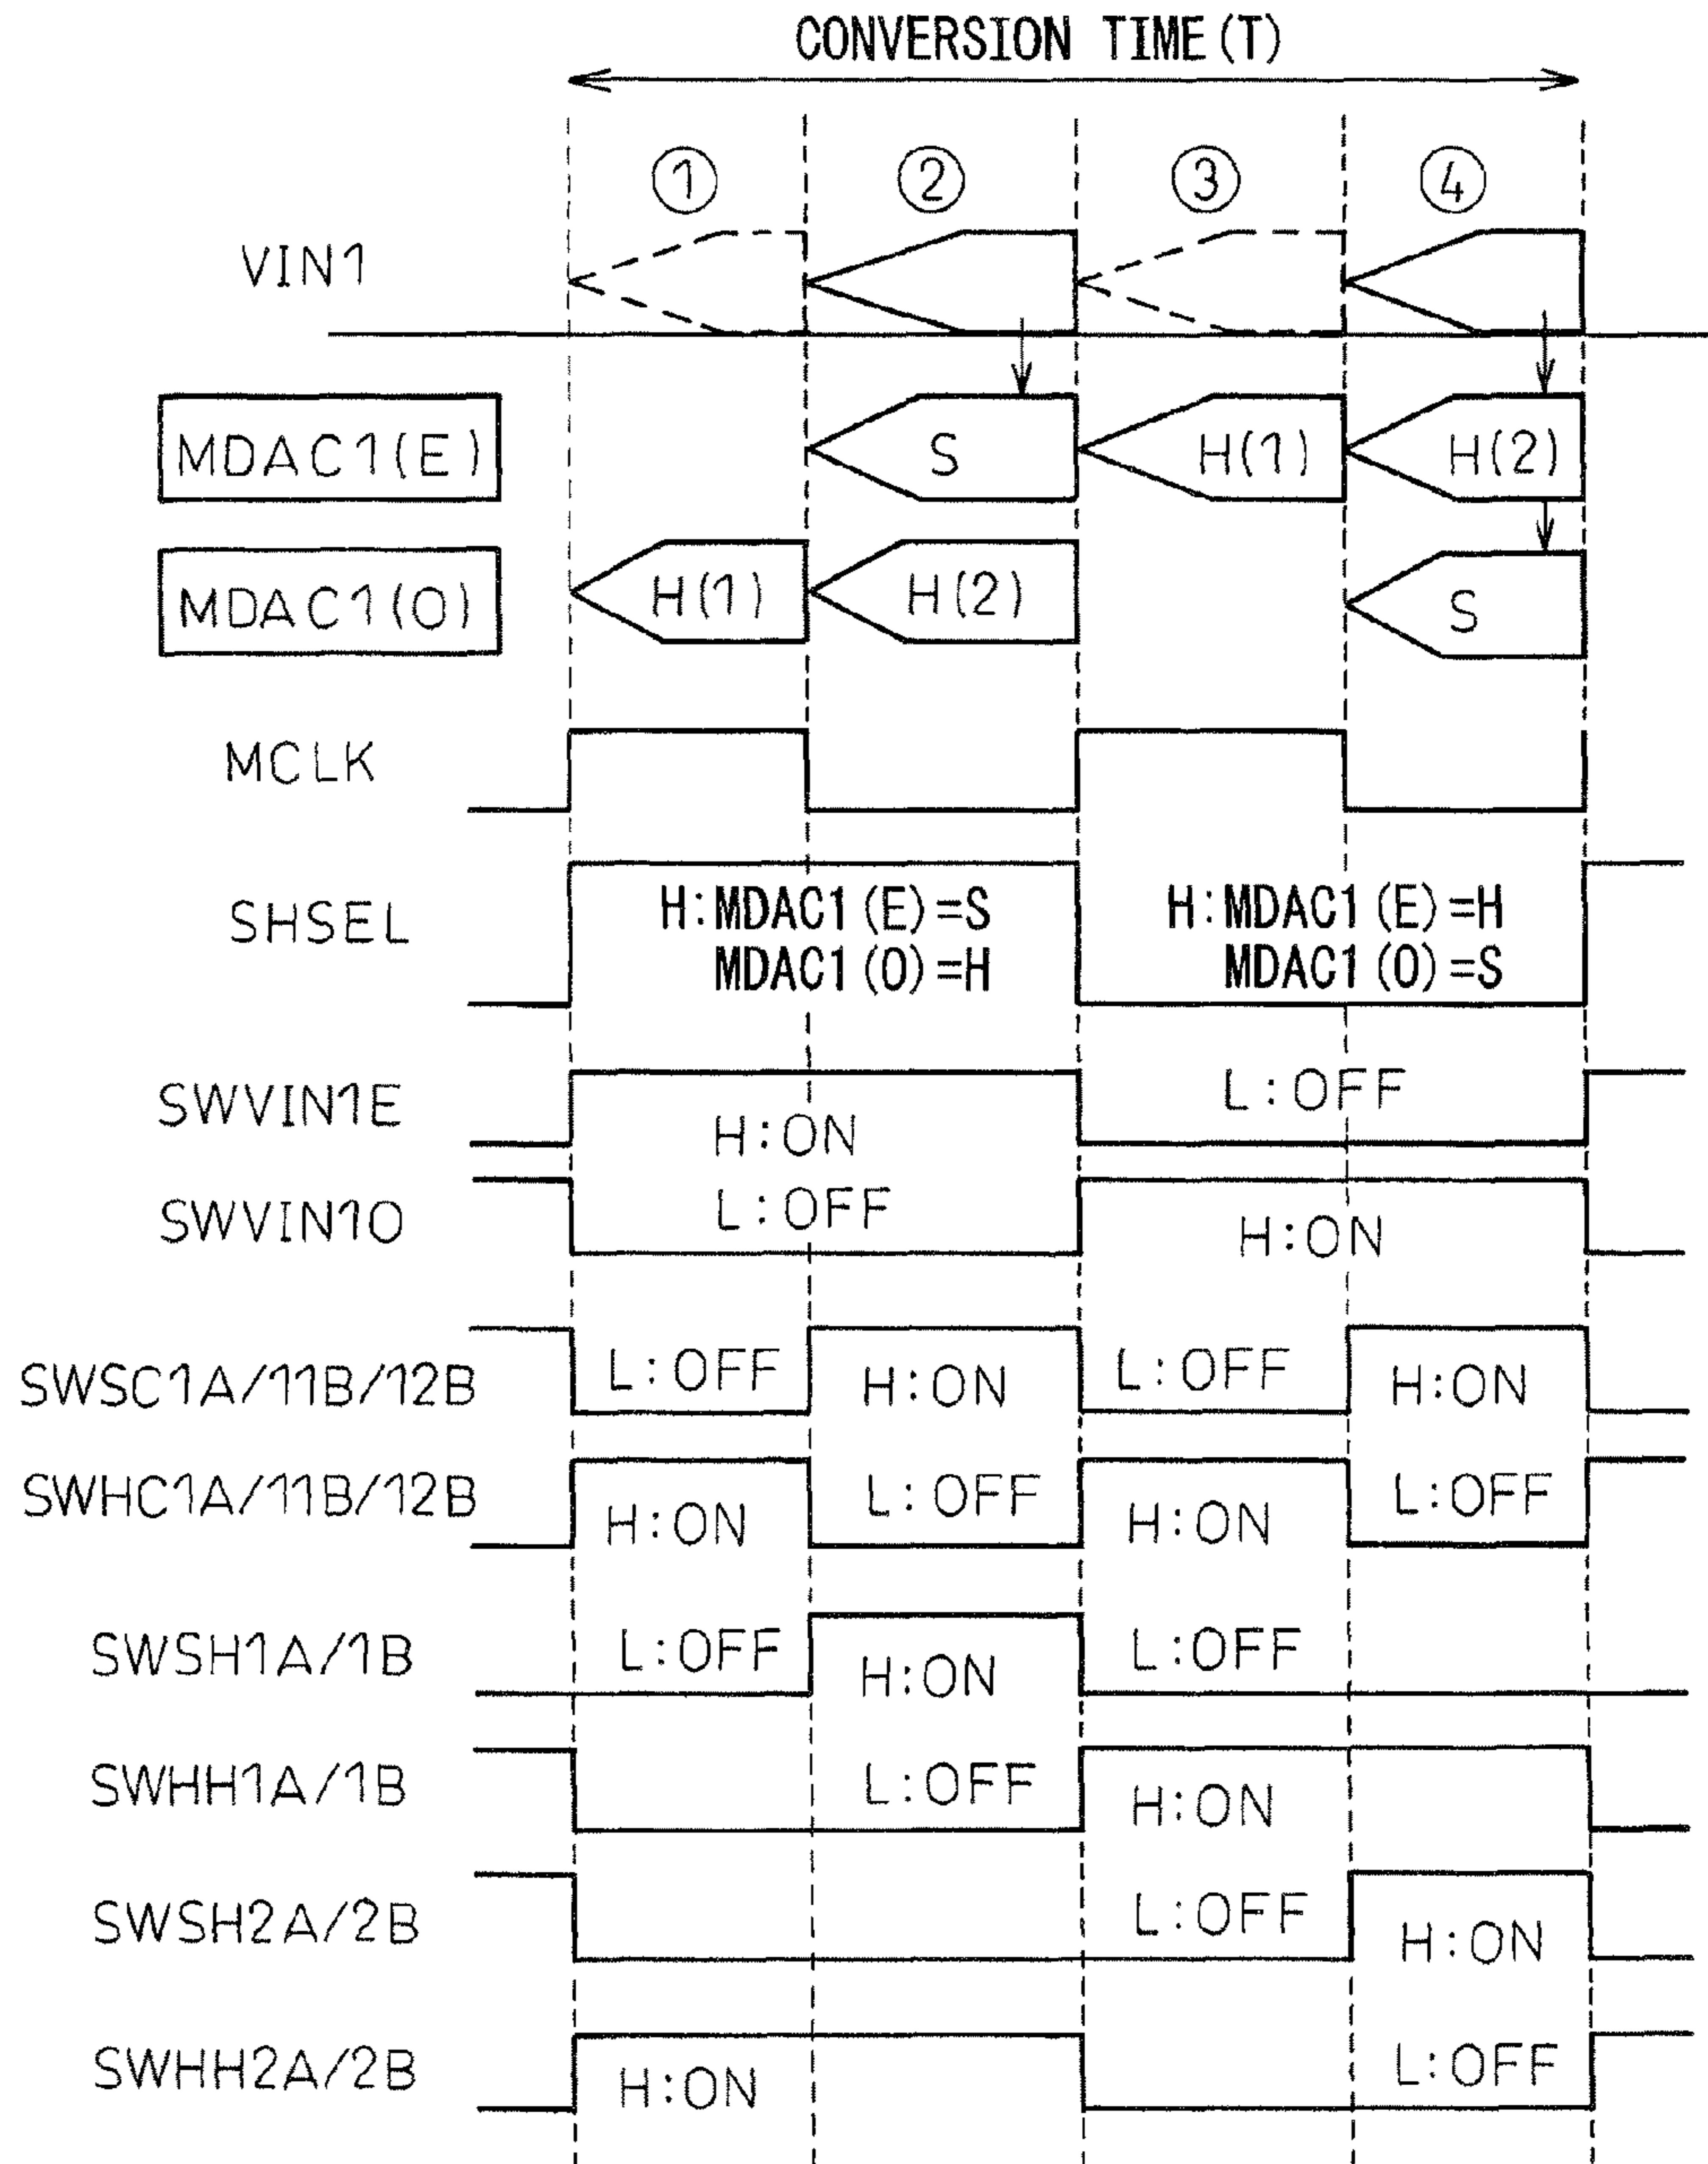 CONVERSION TIME(T)
① ② ③ ④
VIN1
MDAC1(E) S H(1) H(2)
MDAC1(O) H(1) H(2) S
MCLK
SHSEL H:MDAC1(E)=S H:MDAC1(E)=H
MDAC1(O)=H MDAC1(O)=S
SWVIN1E H:ON L:OFF
SWVIN1O L:OFF H:ON
SWSC1A/11B/12B L:OFF H:ON L:OFF H:ON
SWHC1A/11B/12B H:ON L:OFF H:ON L:OFF
SWSH1A/1B L:OFF H:ON L:OFF
SWHH1A/1B L:OFF H:ON
SWSH2A/2B L:OFF H:ON
SWHH2A/2B H:ON L:OFF